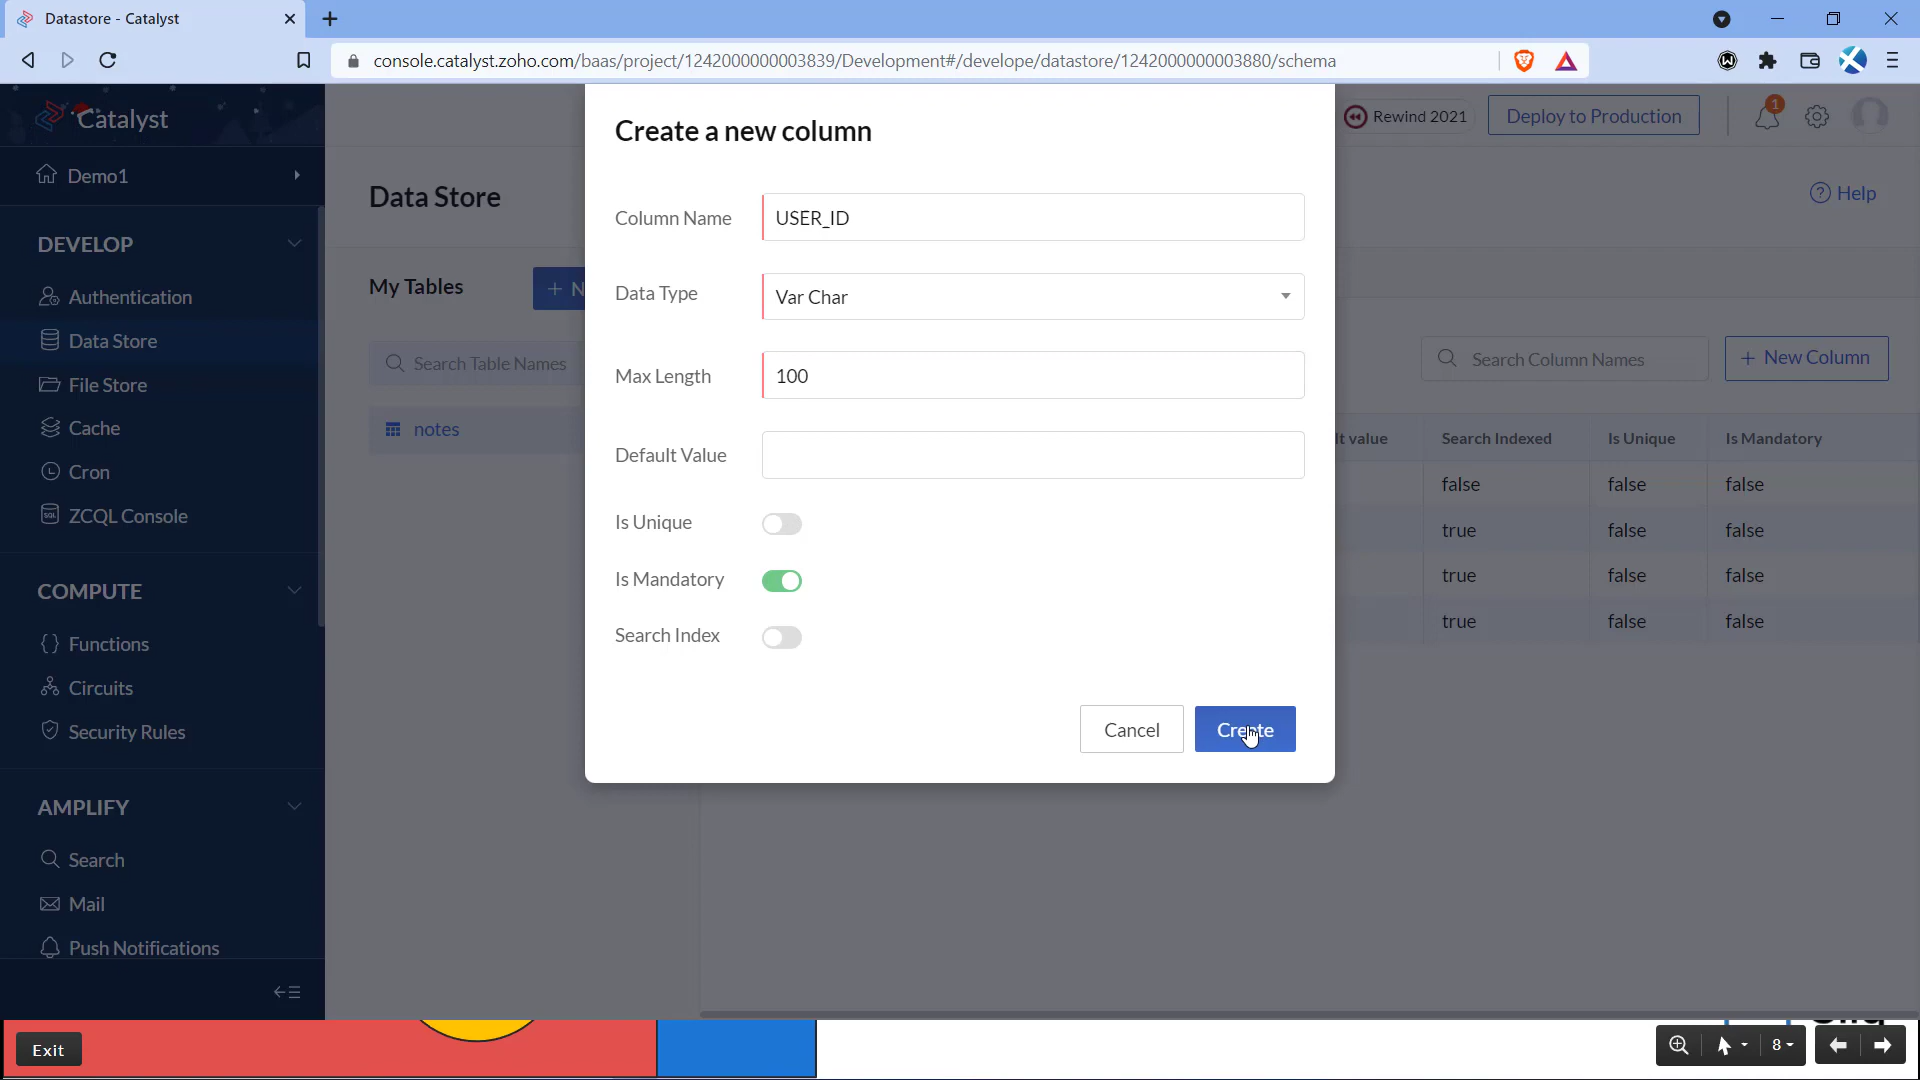 Datastore - Catalyst
console.catalyst.zoho.com/baas/project/1242000000003839/Development#/develope/datastore/1242000000003880/schema
Catalyst
Demo1
DEVELOP
Authentication
Data Store
File Store
Cache
Cron
ZCQL Console
COMPUTE
Functions
Circuits
Security Rules
AMPLIFY
Search
Mail
Push Notifications
Rewind 2021
Deploy to Production
1
Data Store
Help
My Tables
+ N
Search Table Names
notes
Search Column Names
+ New Column
lt value Search Indexed Is Unique Is Mandatory
false false false
true false false
true false false
true false false
Create a new column
Column Name USER_ID
Data Type Var Char
Max Length 100
Default Value
Is Unique
Is Mandatory
Search Index
Cancel Create
Exit
8